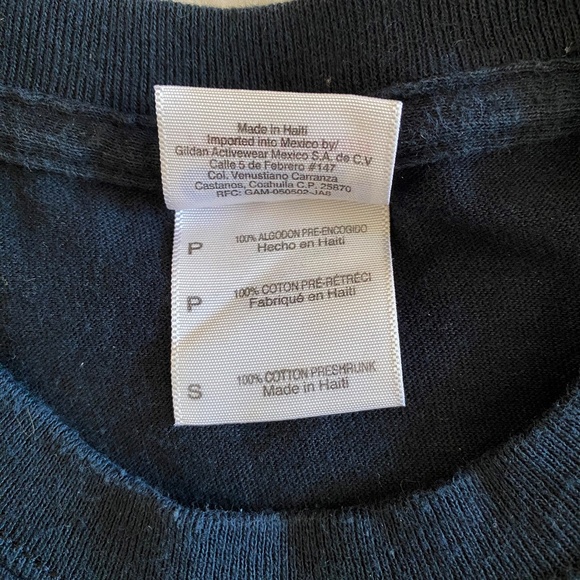 Made in Haiti
Imported into Mexico by/
Gildan Activewear Mexico S.A. de C.V
Calle 5 de Febrero #147
Col. Venustiano Carranza
Castanos, Coahuila C.P. 25870
RFC: GAM-050502-JA8
P 100% ALGODON PRE-ENCOGIDO
Hecho en Haiti
P 100% COTON PRÉ-RÉTRÉCI
Fabriqué en Haiti
S 100% COTTON PRESHRUNK
Made in Haiti